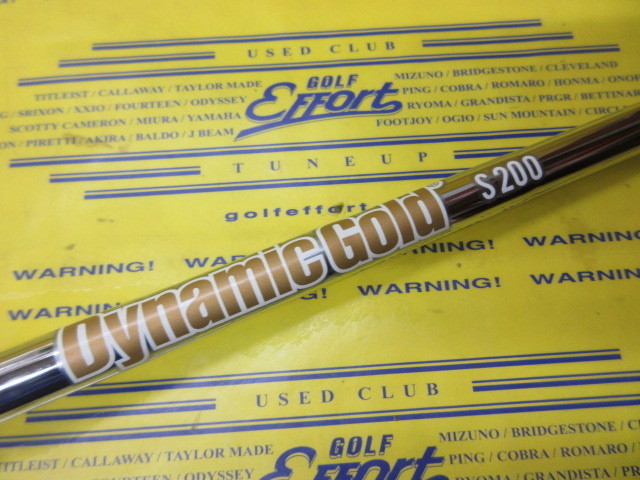 USED CLUB
TITLEIST / CALLAWAY / TAYLOR MADE
SRIXON / XXIO / FOURTEEN / ODYSSEY
SCOTTY CAMERON / MIURA / YAMAHA
/ PIRETTI / AKIRA / BALDO / J BEAM
GOLF
EFFORT
MIZUNO / BRIDGESTONE / CLEVELAND
PING / COBRA / ROMARO / HONMA /
RYOMA / GRANDISTA / PRGR /
FOOTJOY / OGIO / SUN MOUNTAIN /
TUNEUP
golfeffort.
WARNING! WARNING! WARNING!
WARNING! WARNING! WARNING!
Dynamic Gold® S200
USED CLUB
TITLEIST / CALLAWAY / TAYLOR MADE
/ FOURTEEN / ODYSSEY
GOLF
EFFORT
MIZUNO / BRIDGESTONE /
PING / COBRA / ROMARO /
RYOMA / GRANDISTA / PRGR